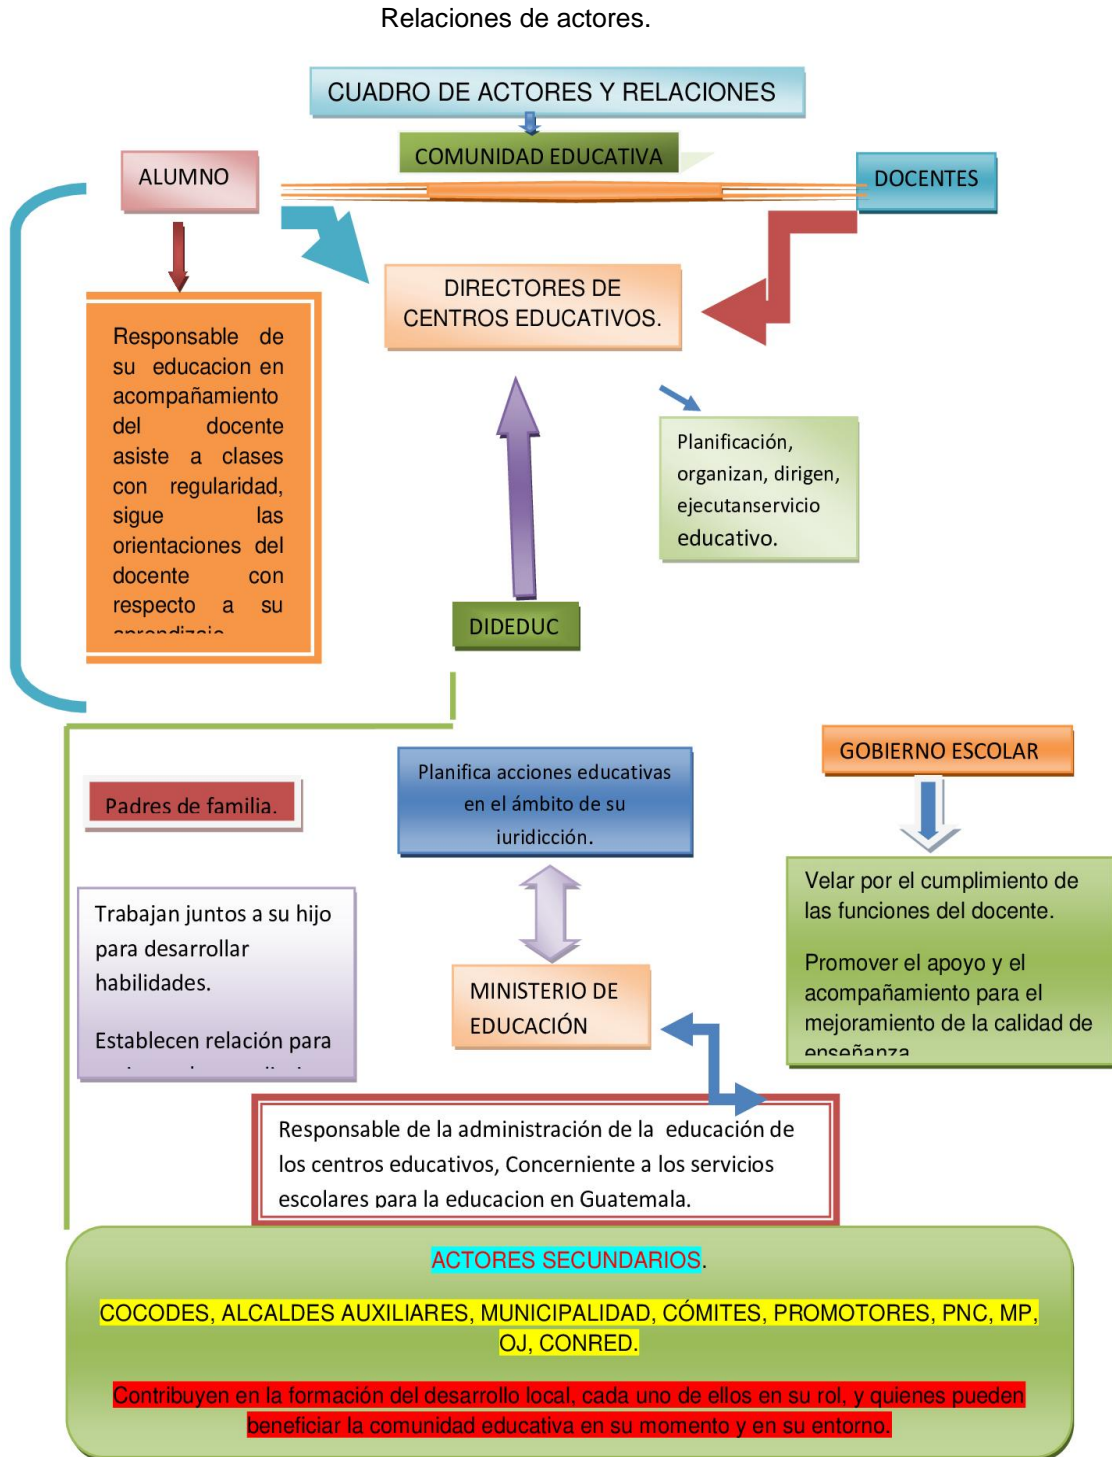 Relaciones de actores.
CUADRO DE ACTORES Y RELACIONES
COMUNIDAD EDUCATIVA
ALUMNO
DOCENTES
DIRECTORES DE
CENTROS EDUCATIVOS.
Responsable de
su educacion en
acompañamiento
del docente
asiste a clases
con regularidad,
sigue las
orientaciones del
docente con
respecto a su
aprendizaje
Planificación,
organizan, dirigen,
ejecutanservicio
educativo.
DIDEDUC
Padres de familia.
Planifica acciones educativas
en el ámbito de su
iuridicción.
GOBIERNO ESCOLAR
Trabajan juntos a su hijo
para desarrollar
habilidades.
Establecen relación para
Velar por el cumplimiento de
las funciones del docente.
Promover el apoyo y el
acompañamiento para el
mejoramiento de la calidad de
enseñanza
MINISTERIO DE
EDUCACIÓN
Responsable de la administración de la educación de
los centros educativos, Concerniente a los servicios
escolares para la educacion en Guatemala.
ACTORES SECUNDARIOS.
COCODES, ALCALDES AUXILIARES, MUNICIPALIDAD, CÓMITES, PROMOTORES, PNC, MP,
OJ, CONRED.
Contribuyen en la formación del desarrollo local, cada uno de ellos en su rol, y quienes pueden
beneficiar la comunidad educativa en su momento y en su entorno.